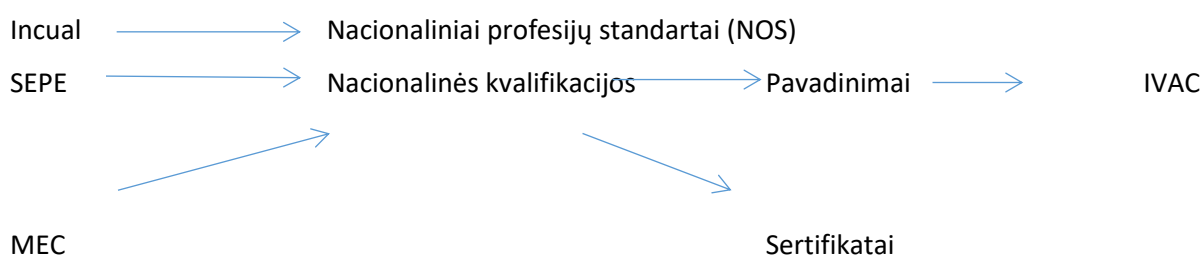 Incual Nacionaliniai profesijų standartai (NOS)
SEPE Nacionalinės kvalifikacijos Pavadinimai IVAC
MEC Sertifikatai